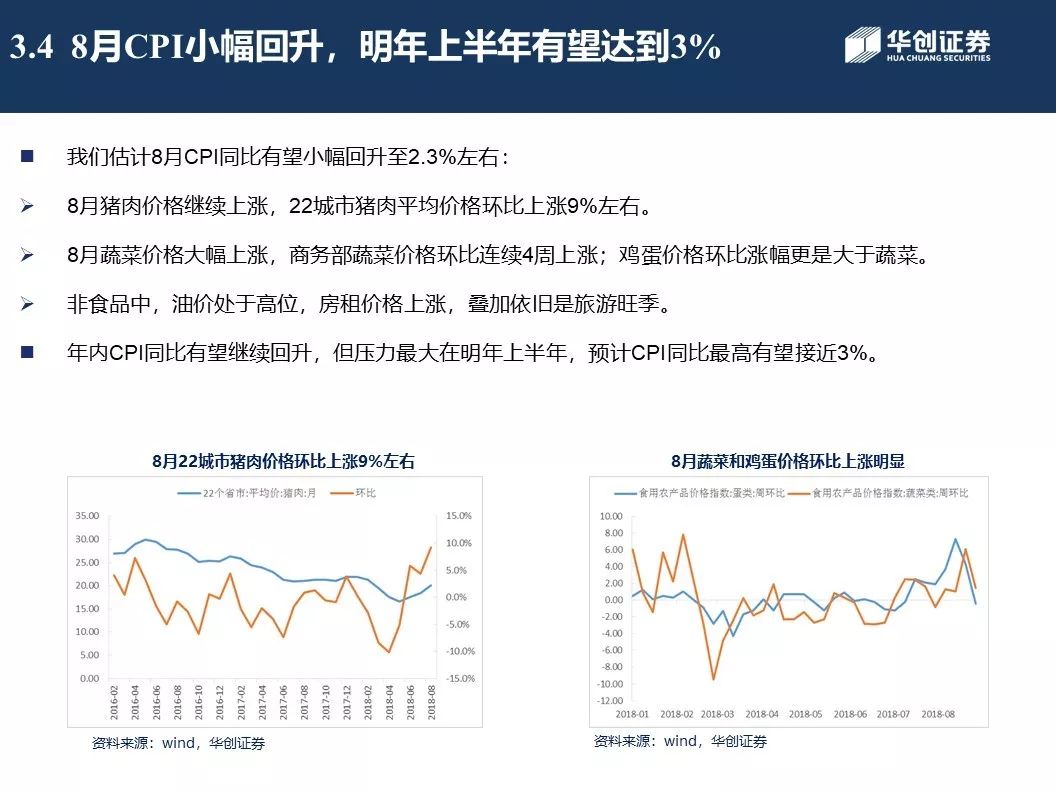 3.4 8月CPI小幅回升，明年上半年有望达到3%
华创证券
HUA CHUANG SECURITIES
我们估计8月CPI同比有望小幅回升至2.3%左右：
8月猪肉价格继续上涨，22城市猪肉平均价格环比上涨9%左右。
8月蔬菜价格大幅上涨，商务部蔬菜价格环比连续4周上涨；鸡蛋价格环比涨幅更是大于蔬菜。
非食品中，油价处于高位，房租价格上涨，叠加依旧是旅游旺季。
年内CPI同比有望继续回升，但压力最大在明年上半年，预计CPI同比最高有望接近3%。
8月22城市猪肉价格环比上涨9%左右
22个省市:平均价:猪肉:月 环比
35.00
30.00
25.00
20.00
15.00
10.00
5.00
0.00
15.0%
10.0%
5.0%
0.0%
-5.0%
-10.0%
-15.0%
2016-02
2016-04
2016-06
2016-08
2016-10
2016-12
2017-02
2017-04
2017-06
2017-08
2017-10
2017-12
2018-02
2018-04
2018-06
2018-08
资料来源：wind，华创证券
8月蔬菜和鸡蛋价格环比上涨明显
食用农产品价格指数:蛋类:周环比 食用农产品价格指数:蔬菜类:周环比
10.00
8.00
6.00
4.00
2.00
0.00
-2.00
-4.00
-6.00
-8.00
-10.00
-12.00
2018-01 2018-02 2018-03 2018-04 2018-05 2018-06 2018-07 2018-08
资料来源：wind，华创证券